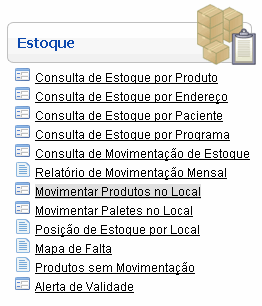 Estoque
Consulta de Estoque por Produto
Consulta de Estoque por Endereço
Consulta de Estoque por Paciente
Consulta de Estoque por Programa
Consulta de Movimentação de Estoque
Relatório de Movimentação Mensal
Movimentar Produtos no Local
Movimentar Paletes no Local
Posição de Estoque por Local
Mapa de Falta
Produtos sem Movimentação
Alerta de Validade